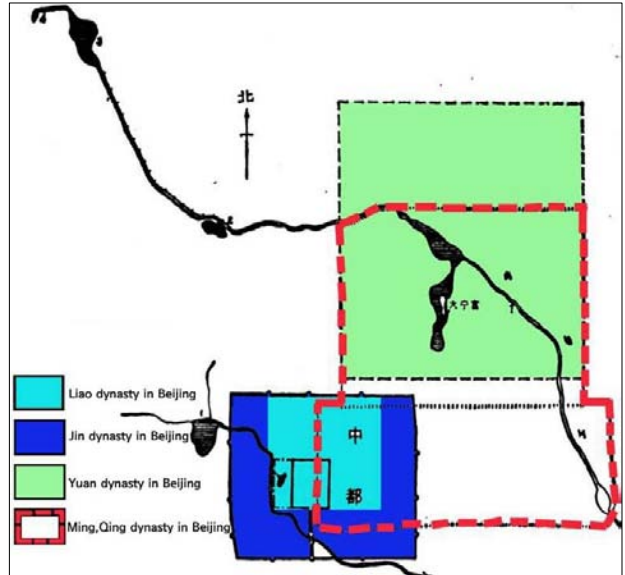 北
大宁宫
中
都
Liao dynasty in Beijing
Jin dynasty in Beijing
Yuan dynasty in Beijing
Ming,Qing dynasty in Beijing